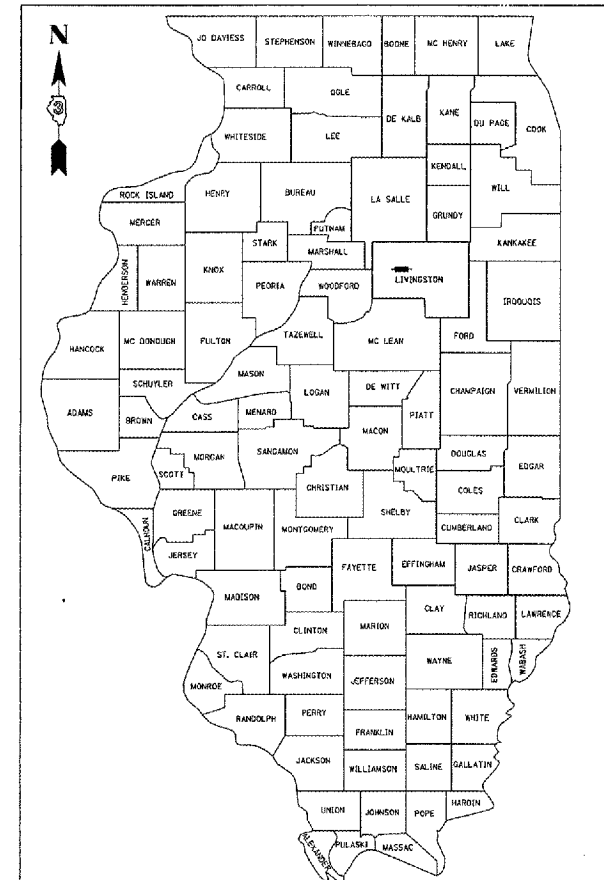 N
JO DAVIESS
STEPHENSON
WINNEBAGO
BOONE
MC HENRY
LAKE
CARROLL
OGLE
DE KALB
KANE
DU PAGE
COOK
WHITESIDE
LEE
KENDALL
WILL
ROCK ISLAND
HENRY
BUREAU
LA SALLE
GRUNDY
MERCER
PUTNAM
KANKAKEE
HENDERSON
WARREN
KNOX
STARK
MARSHALL
PEORIA
WOODFORD
LIVINGSTON
IROQUOIS
HANCOCK
MC DONOUGH
FULTON
TAZEWELL
MC LEAN
FORD
SCHUYLER
MASON
LOGAN
DE WITT
CHAMPAIGN
VERMILION
ADAMS
BROWN
CASS
MENARD
MACON
PIATT
PIKE
SCOTT
MORGAN
SANGAMON
CHRISTIAN
MOULTRIE
DOUGLAS
EDGAR
COLES
CALHOUN
GREENE
MACOUPIN
MONTGOMERY
SHELBY
CUMBERLAND
CLARK
JERSEY
FAYETTE
EFFINGHAM
JASPER
CRAWFORD
MADISON
BOND
CLAY
RICHLAND
LAWRENCE
CLINTON
MARION
ST. CLAIR
WASHINGTON
JEFFERSON
WAYNE
EDWARDS
WABASH
MONROE
RANDOLPH
PERRY
FRANKLIN
HAMILTON
WHITE
JACKSON
WILLIAMSON
SALINE
GALLATIN
UNION
JOHNSON
POPE
HARDIN
ALEXANDER
PULASKI
MASSAC